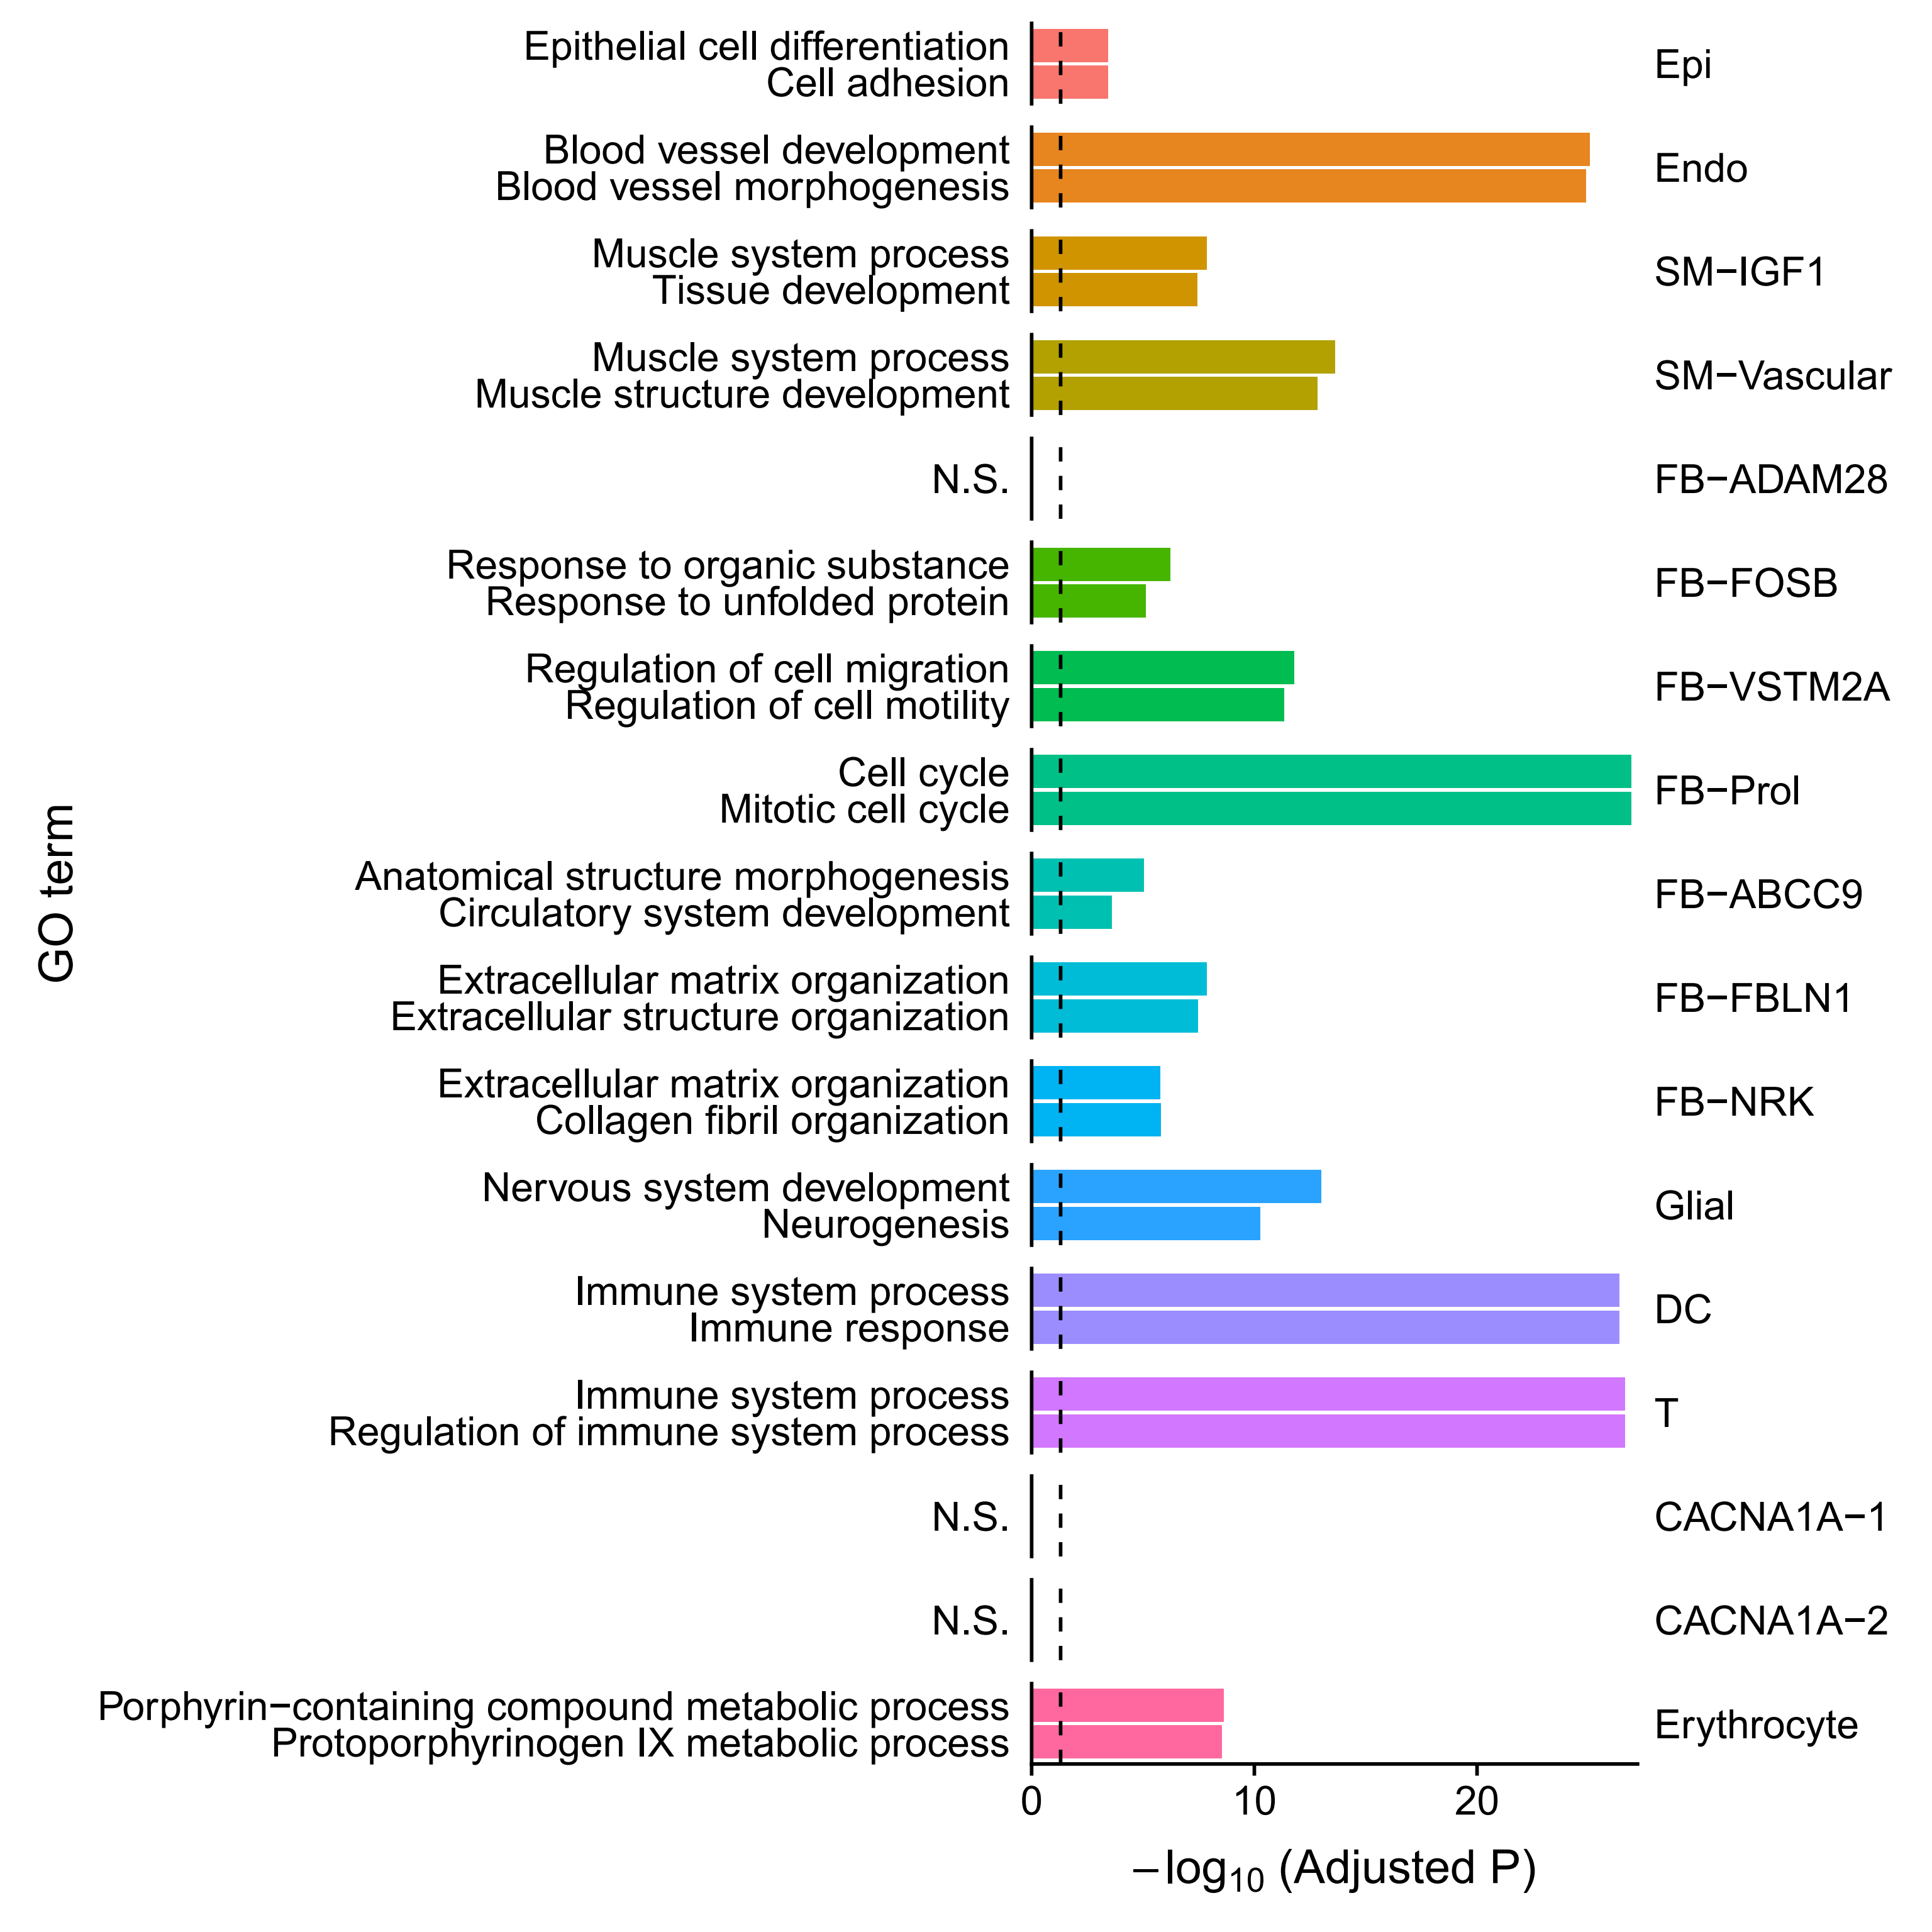 Epithelial cell differentiation
Cell adhesion
Epi
Blood vessel development
Blood vessel morphogenesis
Endo
Muscle system process
Tissue development
SM−IGF1
Muscle system process
Muscle structure development
SM−Vascular
N.S.
FB−ADAM28
Response to organic substance
Response to unfolded protein
FB−FOSB
Regulation of cell migration
Regulation of cell motility
FB−VSTM2A
Cell cycle
Mitotic cell cycle
FB−Prol
Anatomical structure morphogenesis
Circulatory system development
FB−ABCC9
Extracellular matrix organization
Extracellular structure organization
FB−FBLN1
Extracellular matrix organization
Collagen fibril organization
FB−NRK
Nervous system development
Neurogenesis
Glial
Immune system process
Immune response
DC
Immune system process
Regulation of immune system process
T
N.S.
CACNA1A−1
N.S.
CACNA1A−2
Porphyrin−containing compound metabolic process
Protoporphyrinogen IX metabolic process
Erythrocyte
GO term
0 10 20
−log10 (Adjusted P)